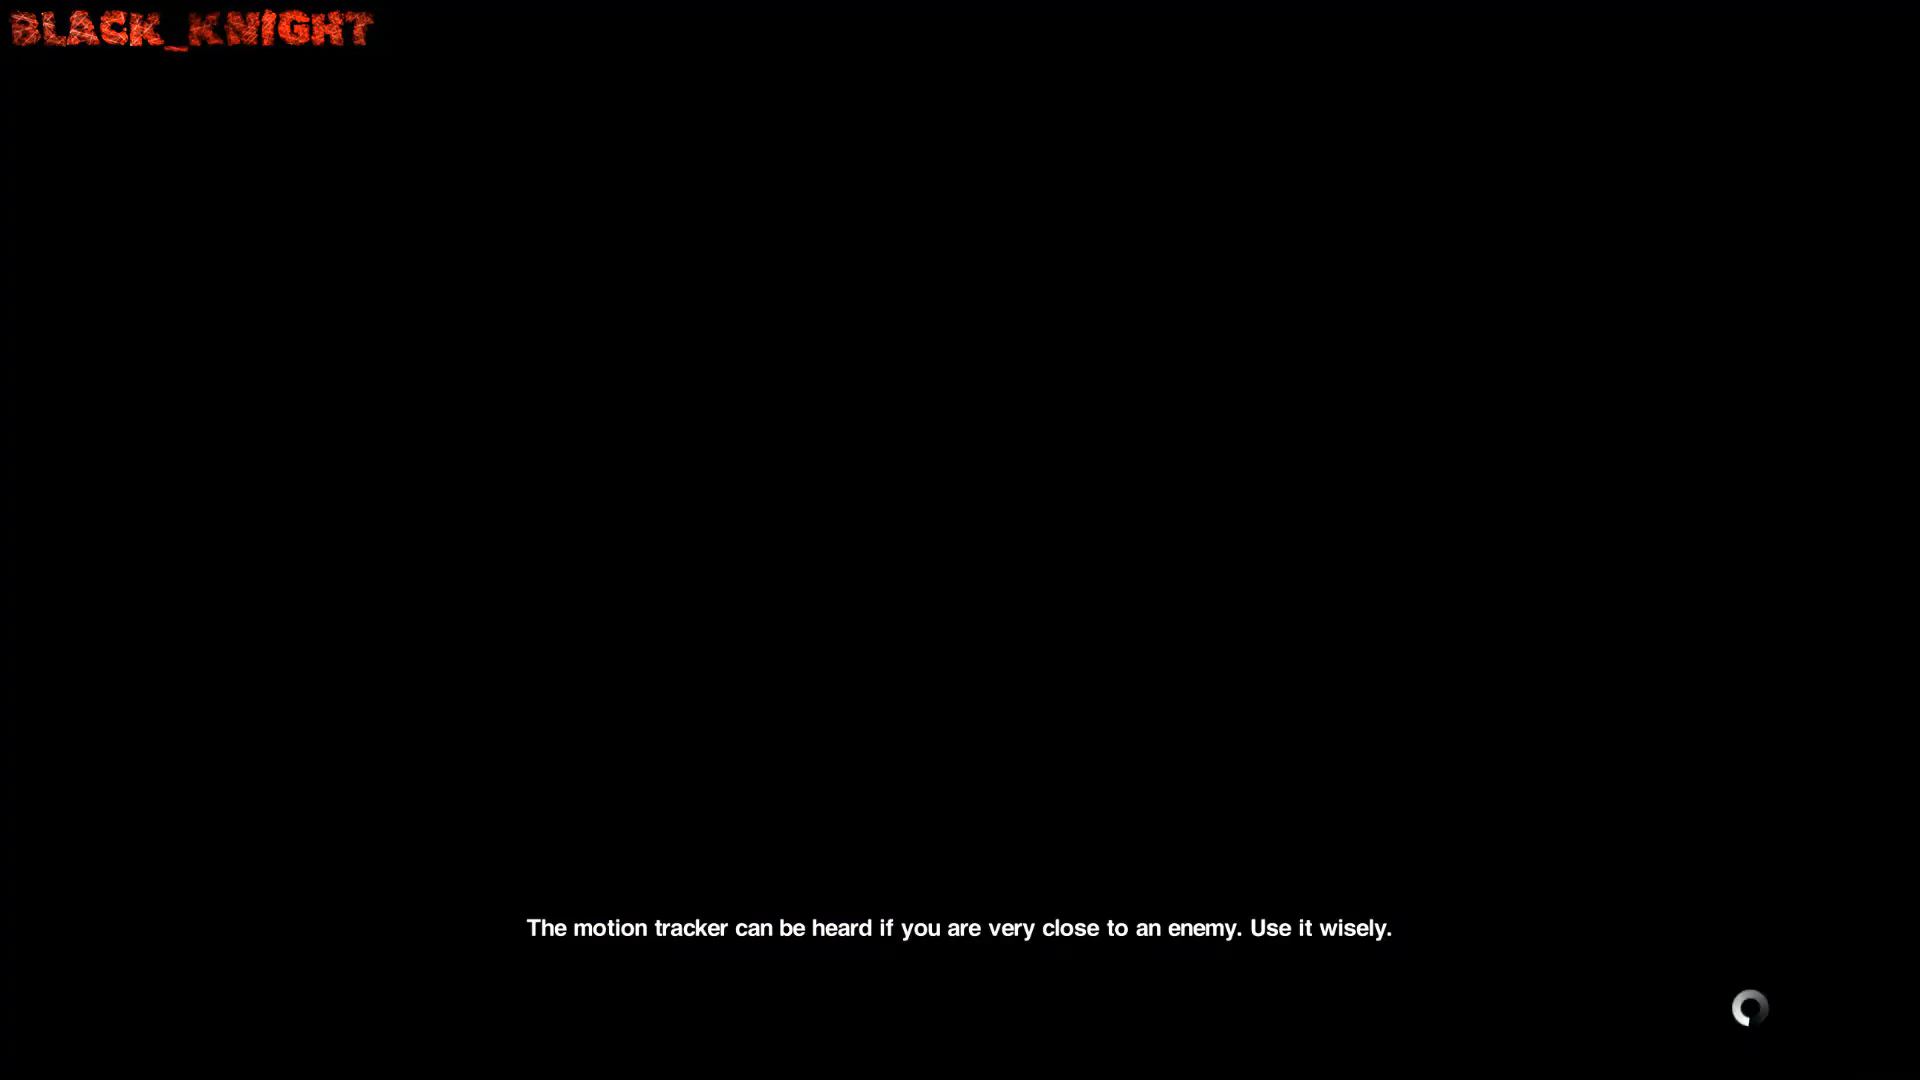 BLACK_KNIGHT
The motion tracker can be heard if you are very close to an enemy. Use it wisely.